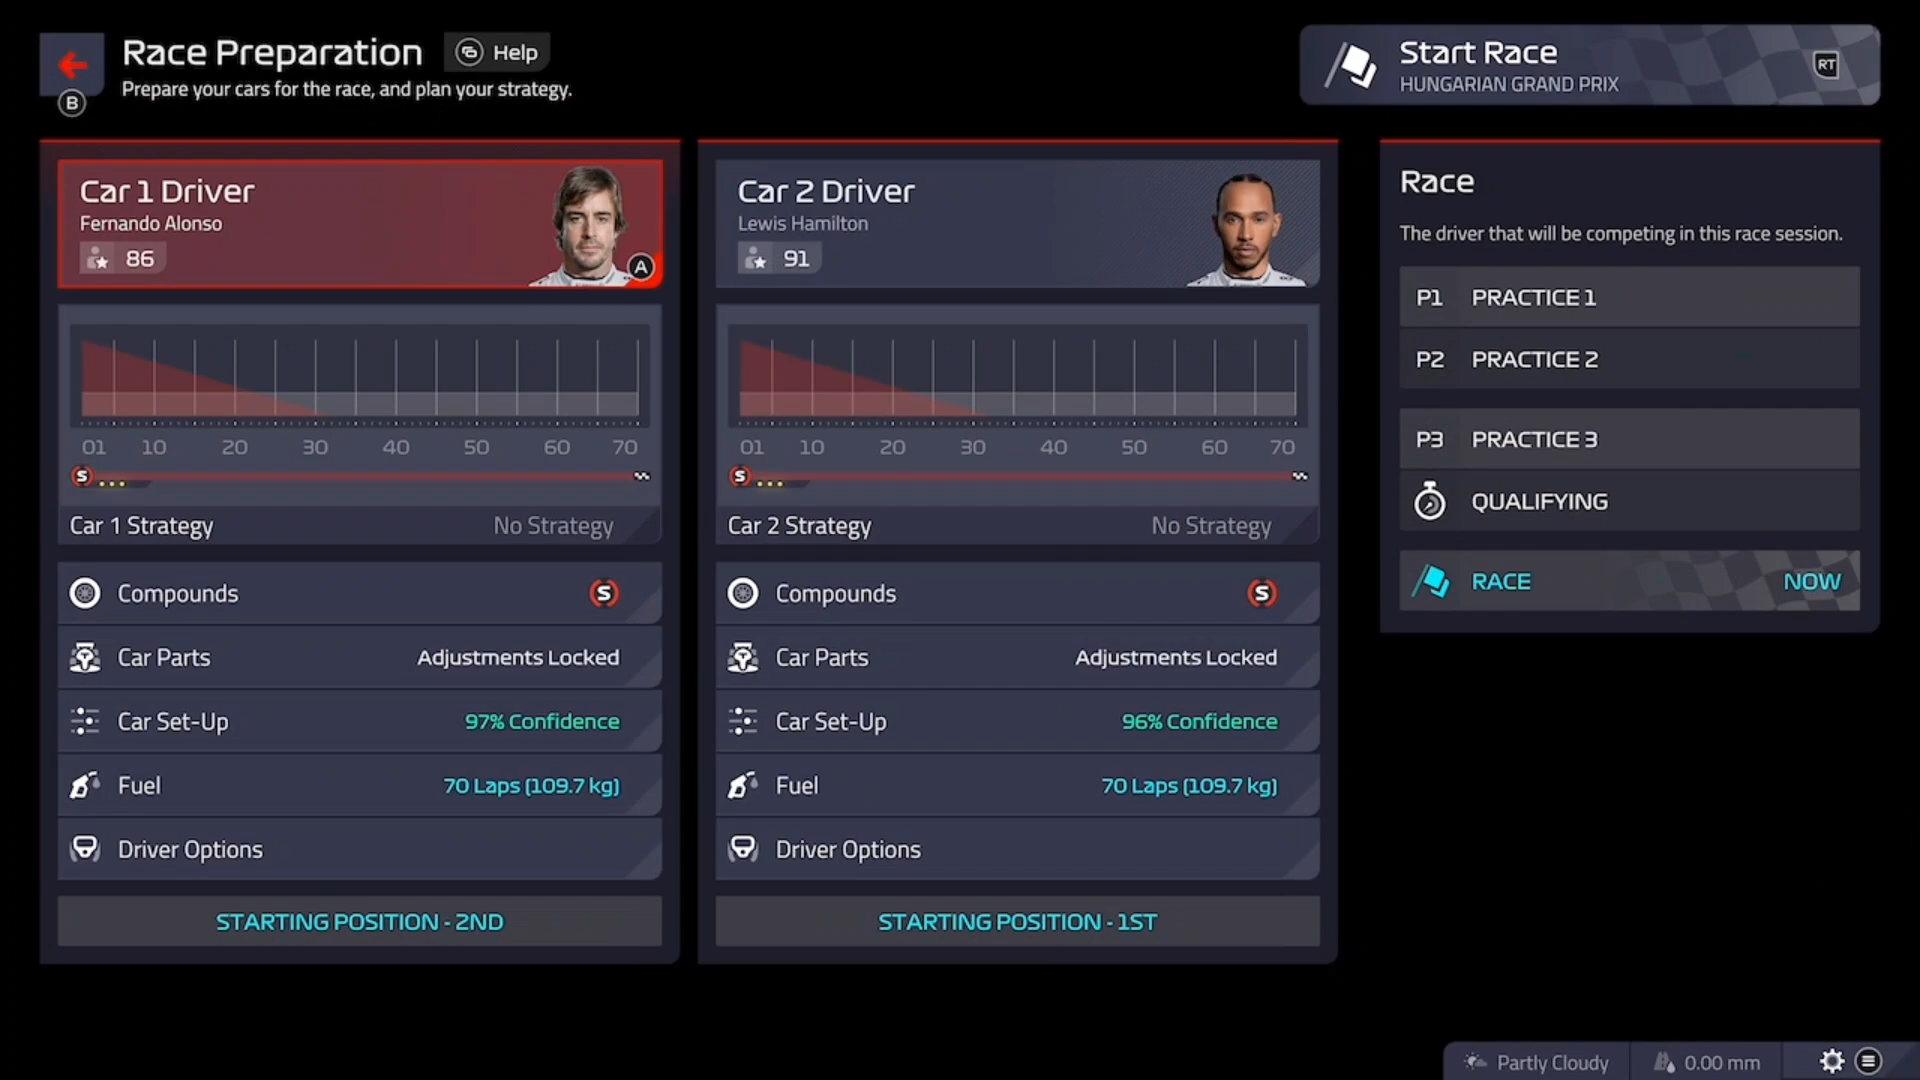 Race Preparation
Help
Prepare your cars for the race, and plan your strategy.
B
Start Race
HUNGARIAN GRAND PRIX
RT
Car 1 Driver
Fernando Alonso
86
A
01 10 20 30 40 50 60 70
S
Car 1 Strategy No Strategy
Compounds S
Car Parts Adjustments Locked
Car Set-Up 97% Confidence
Fuel 70 Laps (109.7 kg)
Driver Options
STARTING POSITION - 2ND
Car 2 Driver
Lewis Hamilton
91
01 10 20 30 40 50 60 70
S
Car 2 Strategy No Strategy
Compounds S
Car Parts Adjustments Locked
Car Set-Up 96% Confidence
Fuel 70 Laps (109.7 kg)
Driver Options
STARTING POSITION - 1ST
Race
The driver that will be competing in this race session.
P1 PRACTICE 1
P2 PRACTICE 2
P3 PRACTICE 3
QUALIFYING
RACE NOW
Partly Cloudy 0.00 mm